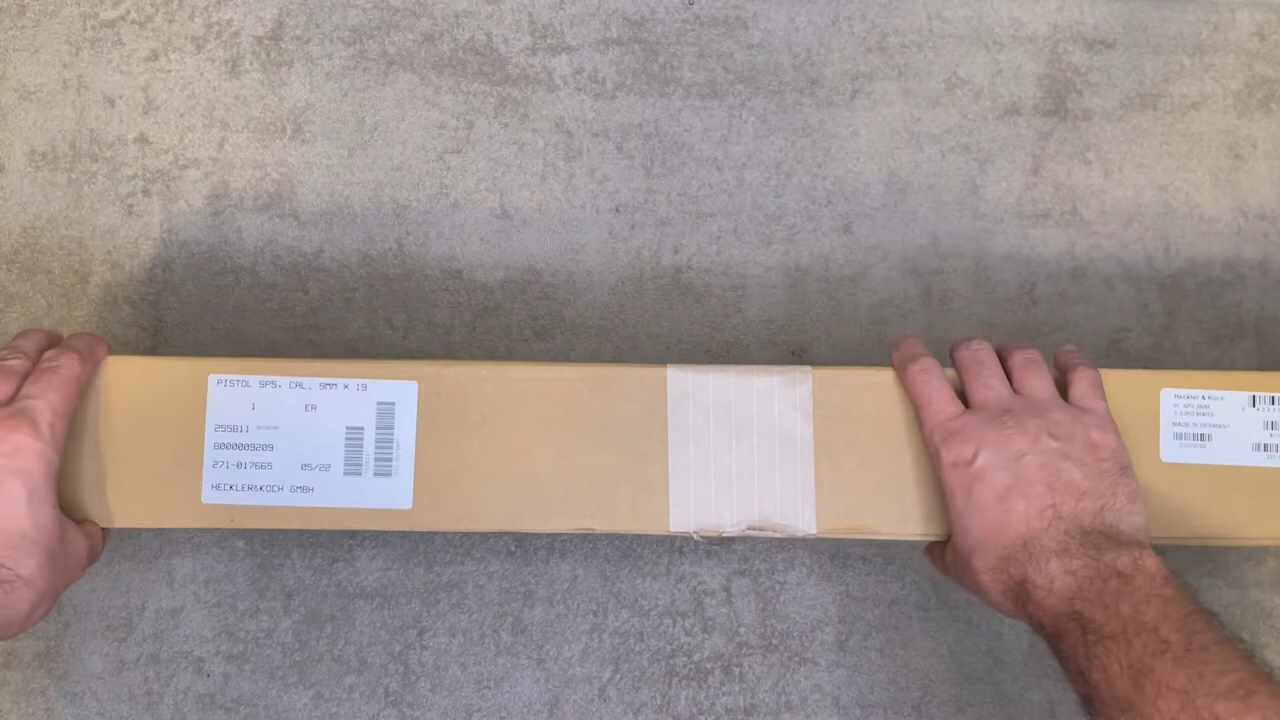 PISTOL SP5, CAL. 9MM X 19
1 EA
255811
8000009209
271-017665 05/22
HECKLER&KOCH GMBH
Heckler & Koch
MADE IN GERMANY